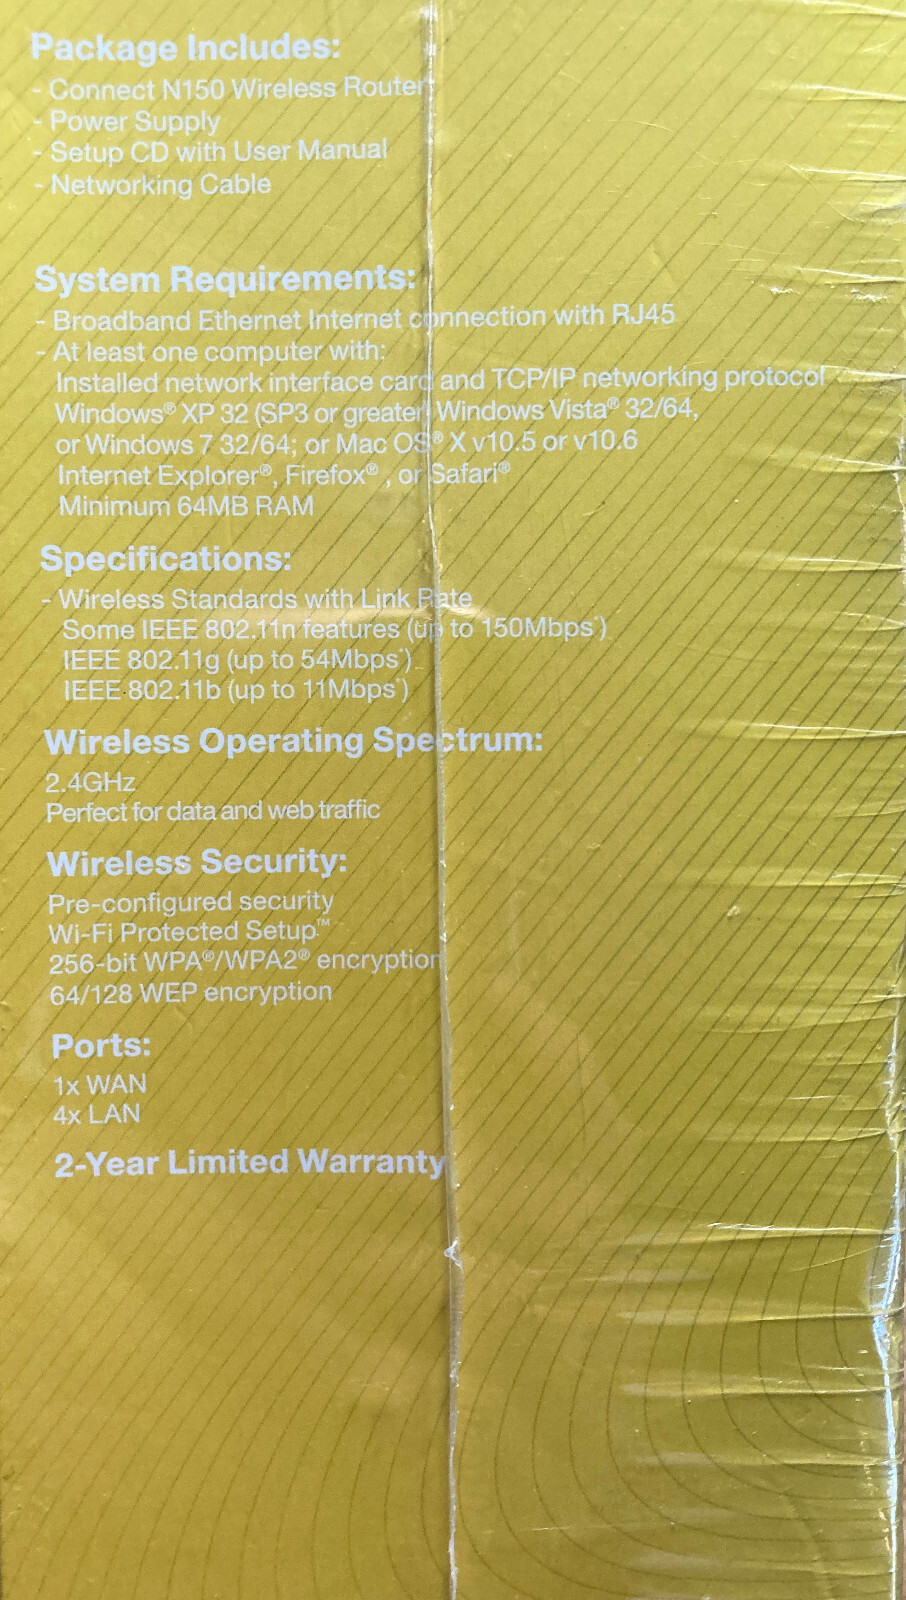 Package Includes:
- Connect N150 Wireless Router
- Power Supply
- Setup CD with User Manual
- Networking Cable
System Requirements:
- Broadband Ethernet Internet connection with RJ45
- At least one computer with:
Installed network interface card and TCP/IP networking protocol
Windows® XP 32 (SP3 or greater) Windows Vista® 32/64,
or Windows 7 32/64; or Mac OS® X v10.5 or v10.6
Internet Explorer®, Firefox® , or Safari®
Minimum 64MB RAM
Specifications:
- Wireless Standards with Link Rate
Some IEEE 802.11n features (up to 150Mbps*)
IEEE 802.11g (up to 54Mbps*)
IEEE 802.11b (up to 11Mbps*)
Wireless Operating Spectrum:
2.4GHz
Perfect for data and web traffic
Wireless Security:
Pre-configured security
Wi-Fi Protected Setup™
256-bit WPA®/WPA2® encryption
64/128 WEP encryption
Ports:
1x WAN
4x LAN
2-Year Limited Warranty